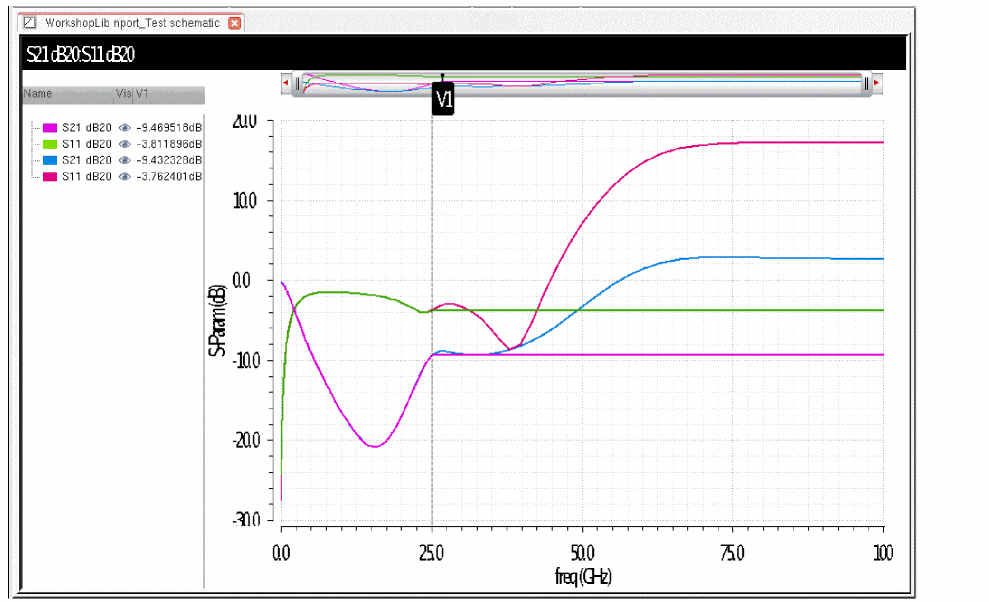 WorkshopLib nport_Test schematic
S21 dB20:S11 dB20
Name Vis V1
S21 dB20 -9.469518dB
S11 dB20 -3.811896dB
S21 dB20 -9.432328dB
S11 dB20 -3.762401dB
V1
20.0
10.0
0.0
-10.0
-20.0
-30.0
S-Param (dB)
0.0 25.0 50.0 75.0 100
freq (GHz)